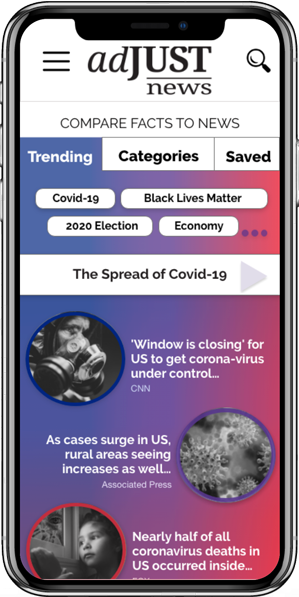 adJUST
news
COMPARE FACTS TO NEWS
Trending Categories Saved
Covid-19 Black Lives Matter
2020 Election Economy
The Spread of Covid-19
'Window is closing' for
US to get corona-virus
under control...
CNN
As cases surge in US,
rural areas seeing
increases as well...
Associated Press
Nearly half of all
coronavirus deaths in
US occurred inside...